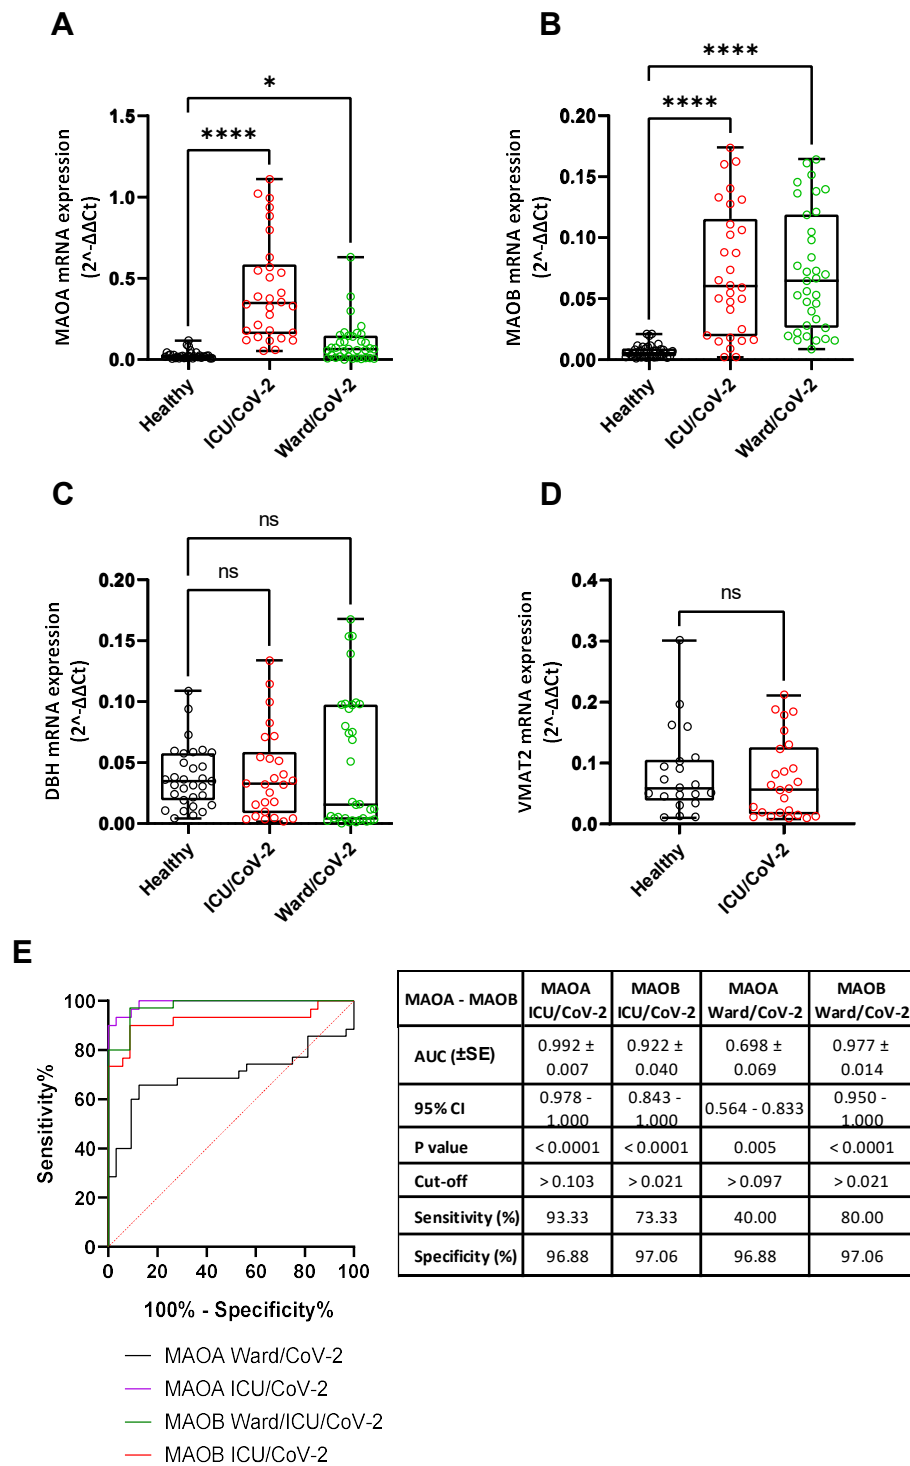 A
B
*
****
1.5
1.0
0.5
0.0
MAOA mRNA expression
(2^-ΔΔCt)
Healthy
ICU/CoV-2
Ward/CoV-2
****
****
0.20
0.15
0.10
0.05
0.00
MAOB mRNA expression
(2^-ΔΔCt)
Healthy
ICU/CoV-2
Ward/CoV-2
C
D
ns
ns
0.20
0.15
0.10
0.05
0.00
DBH mRNA expression
(2^-ΔΔCt)
Healthy
ICU/CoV-2
Ward/CoV-2
ns
0.4
0.3
0.2
0.1
0.0
VMAT2 mRNA expression
(2^-ΔΔCt)
Healthy
ICU/CoV-2
E
100
80
60
40
20
0
Sensitivity%
0 20 40 60 80 100
100% - Specificity%
MAOA Ward/CoV-2
MAOA ICU/CoV-2
MAOB Ward/ICU/CoV-2
MAOB ICU/CoV-2
MAOA - MAOB MAOA ICU/CoV-2 MAOB ICU/CoV-2 MAOA Ward/CoV-2 MAOB Ward/CoV-2
AUC (±SE) 0.992 ± 0.007 0.922 ± 0.040 0.698 ± 0.069 0.977 ± 0.014
95% CI 0.978 - 1.000 0.843 - 1.000 0.564 - 0.833 0.950 - 1.000
P value < 0.0001 < 0.0001 0.005 < 0.0001
Cut-off > 0.103 > 0.021 > 0.097 > 0.021
Sensitivity (%) 93.33 73.33 40.00 80.00
Specificity (%) 96.88 97.06 96.88 97.06